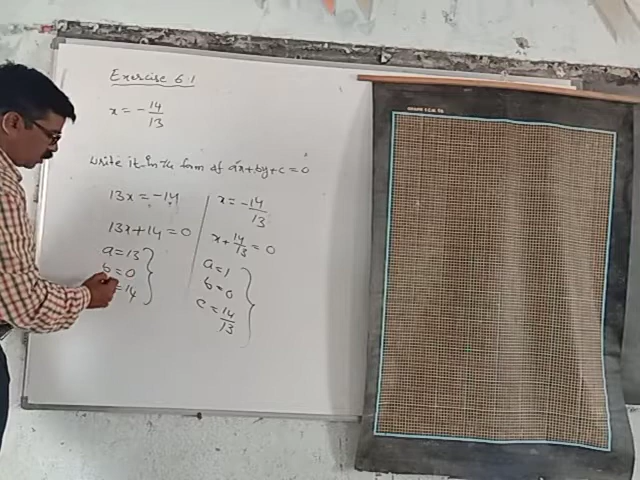 Exercise 6.1
x = -14/13
write it in the form of ax+by+c=0
13x = -14
13x+14 = 0
a=13
b=0
=14
x = -14/13
x + 14/13 = 0
a=1
b=0
c = 14/13